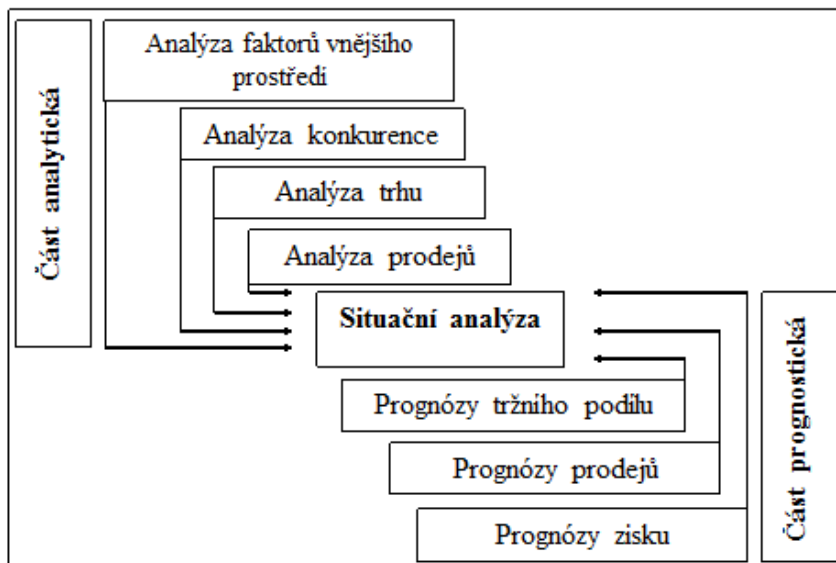 Část analytická
Analýza faktorů vnějšího
prostředí
Analýza konkurence
Analýza trhu
Analýza prodejů
Situační analýza
Prognózy tržního podílu
Prognózy prodejů
Prognózy zisku
Část prognostická